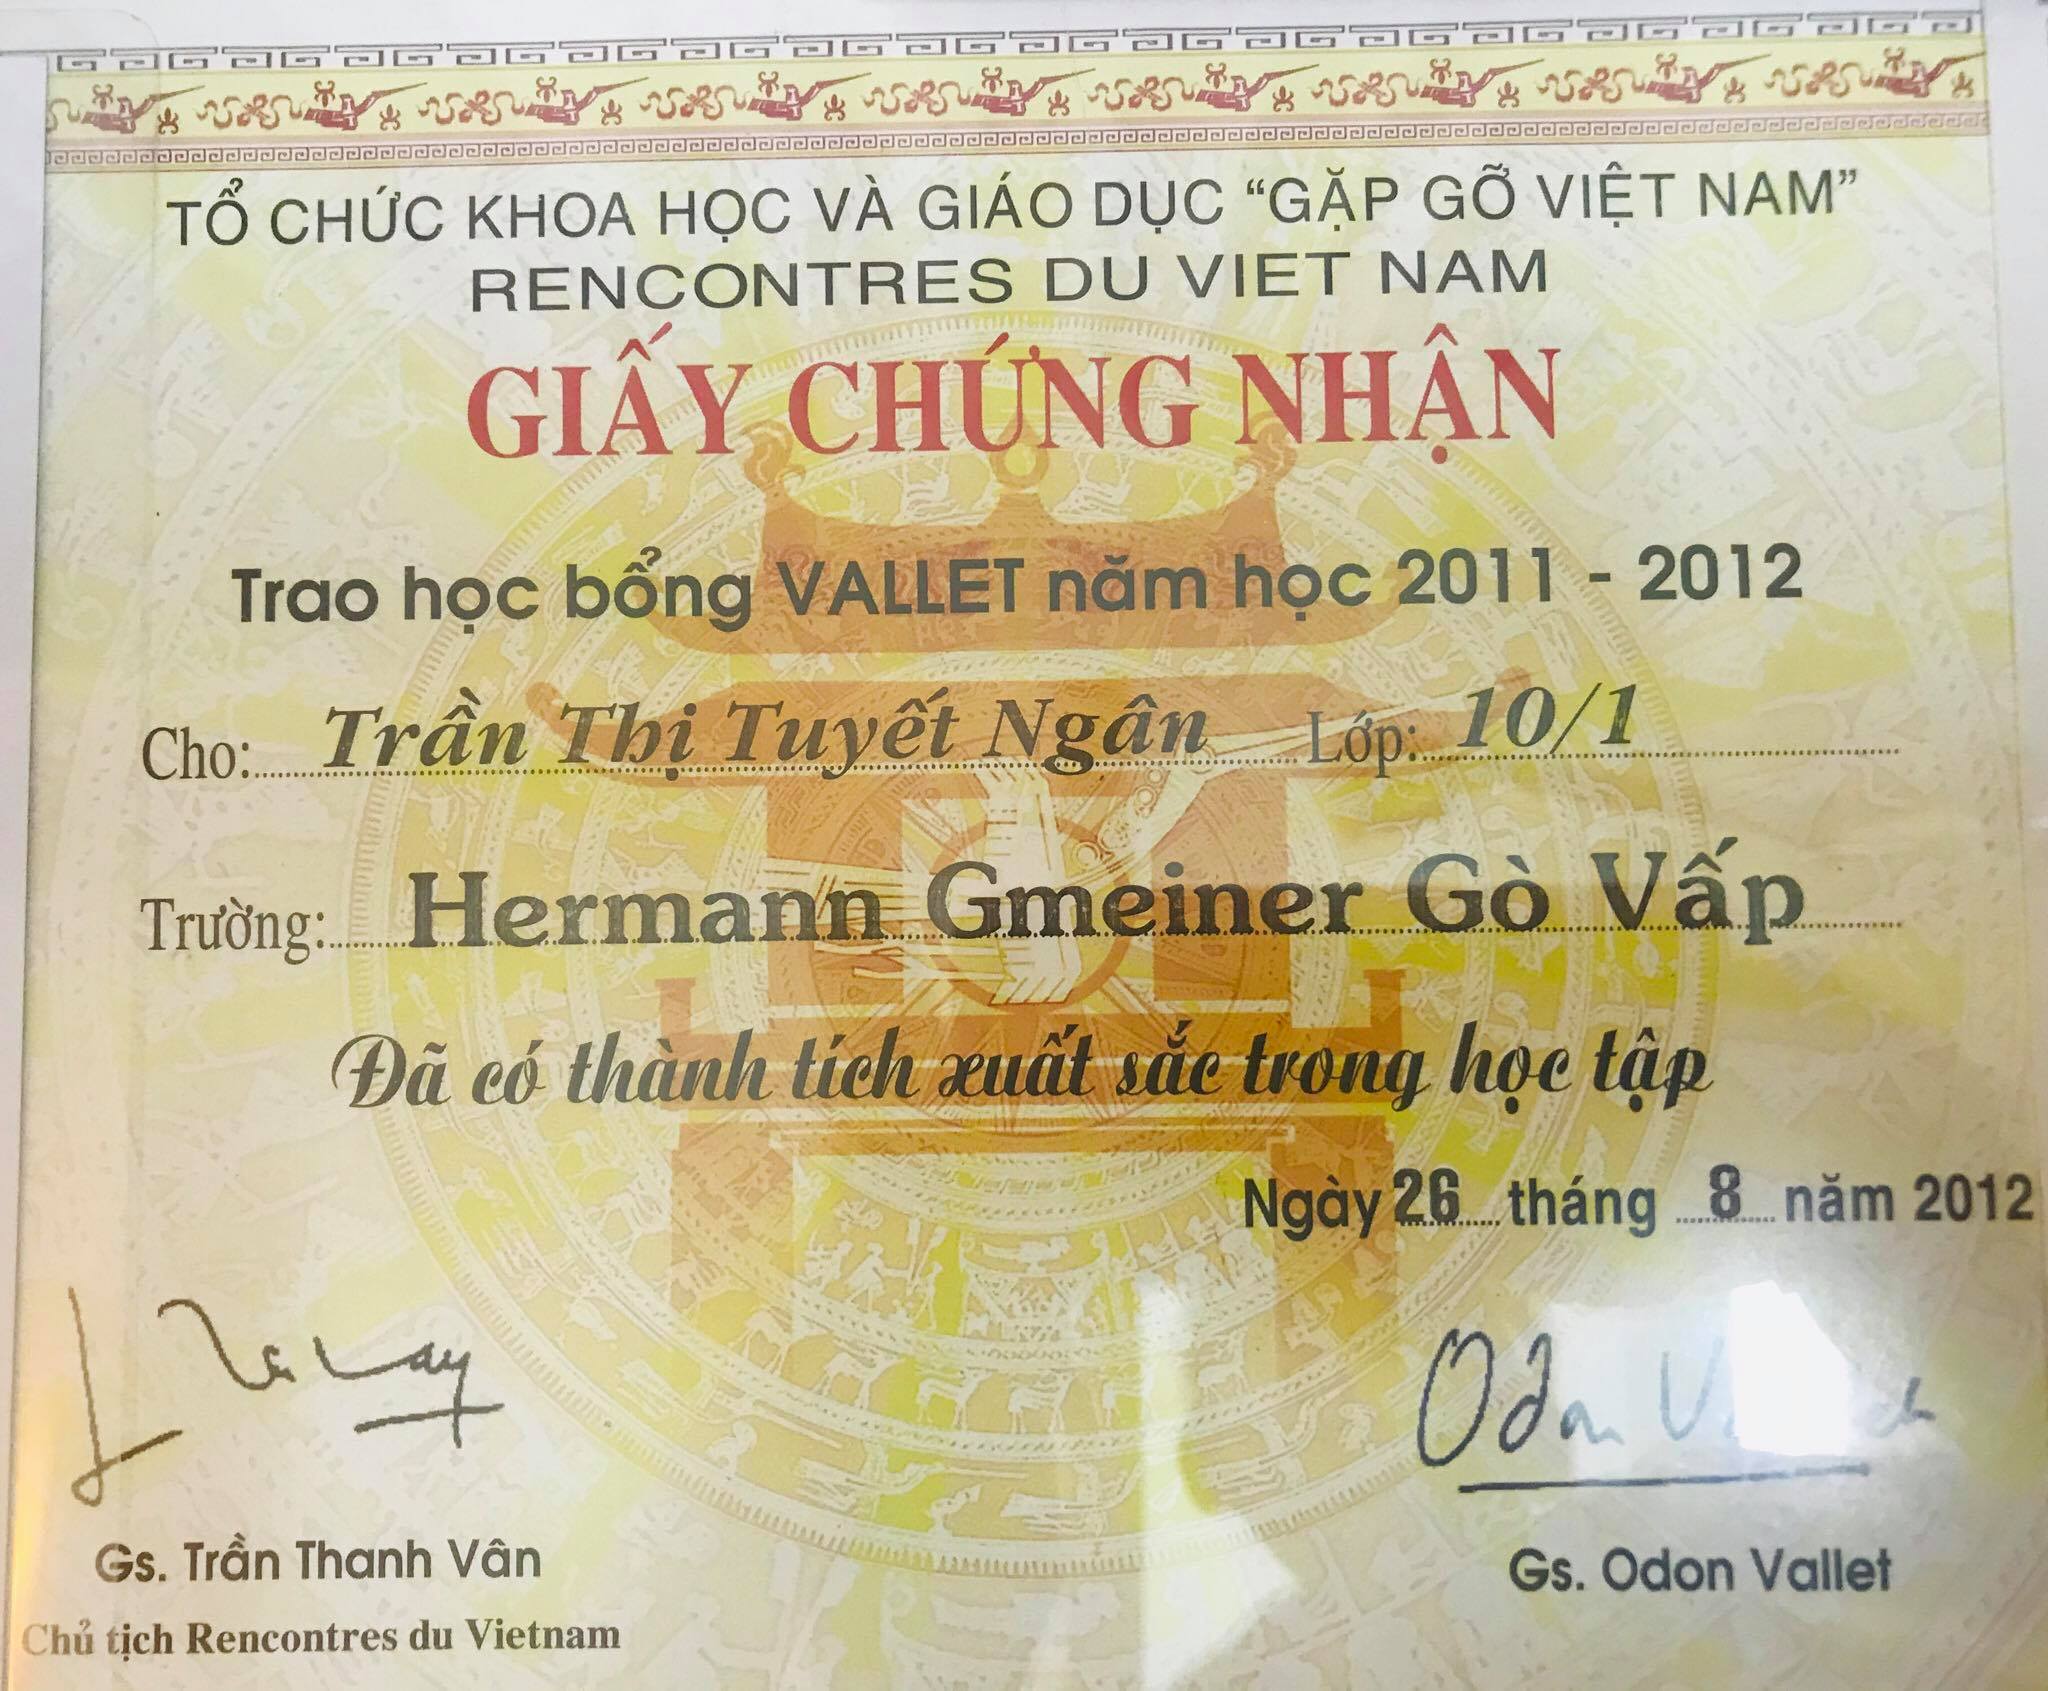 TỔ CHỨC KHOA HỌC VÀ GIÁO DỤC “GẶP GỠ VIỆT NAM”
RENCONTRES DU VIET NAM
GIẤY CHỨNG NHẬN
Trao học bổng VALLET năm học 2011 - 2012
Cho: Trần Thị Tuyết Ngân Lớp: 10/1
Trường: Hermann Gmeiner Gò Vấp
Đã có thành tích xuất sắc trong học tập
Ngày 26 tháng 8 năm 2012
Odon
Gs. Trần Thanh Vân Gs. Odon Vallet
Chủ tịch Rencontres du Vietnam